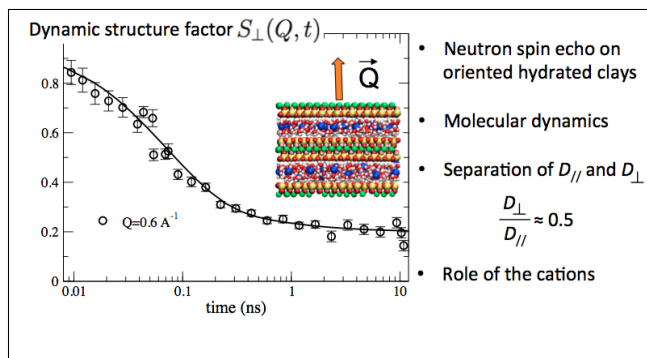 Dynamic structure factor S⊥(Q, t)
0.8
0.6
0.4
0.2
0
0.01
0.1
1
10
time (ns)
Q=0.6 A⁻¹
Q
• Neutron spin echo on
oriented hydrated clays
• Molecular dynamics
• Separation of D// and D⊥
D⊥
D//
≈ 0.5
• Role of the cations